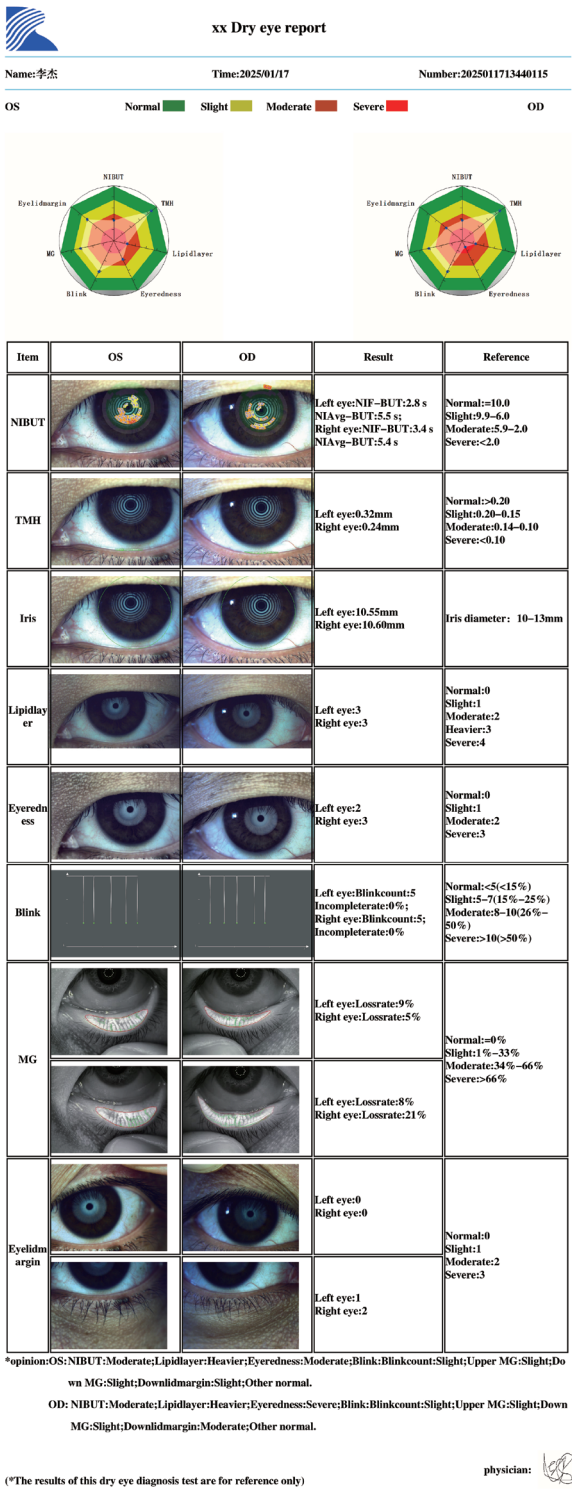 xx Dry eye report
Name:李杰 Time:2025/01/17 Number:2025011713440115
OS Normal Slight Moderate Severe OD
NIBUT
Eyelidmargin TMH
MG Lipidlayer
Blink Eyeredness
NIBUT
Eyelidmargin TMH
MG Lipidlayer
Blink Eyeredness
Item OS OD Result Reference
NIBUT
Left eye:NIF-BUT:2.8 s
NIAvg-BUT:5.5 s;
Right eye:NIF-BUT:3.4 s
NIAvg-BUT:5.4 s
Normal:=10.0
Slight:9.9-6.0
Moderate:5.9-2.0
Severe:<2.0
TMH
Left eye:0.32mm
Right eye:0.24mm
Normal:>0.20
Slight:0.20-0.15
Moderate:0.14-0.10
Severe:<0.10
Iris
Left eye:10.55mm
Right eye:10.60mm
Iris diameter：10-13mm
Lipidlay
er
Left eye:3
Right eye:3
Normal:0
Slight:1
Moderate:2
Heavier:3
Severe:4
Eyeredn
ess
Left eye:2
Right eye:3
Normal:0
Slight:1
Moderate:2
Severe:3
Blink
Left eye:Blinkcount:5
Incompleterate:0%;
Right eye:Blinkcount:5;
Incompleterate:0%
Normal:<5(<15%)
Slight:5-7(15%-25%)
Moderate:8-10(26%-
50%)
Severe:>10(>50%)
MG
Left eye:Lossrate:9%
Right eye:Lossrate:5%
Left eye:Lossrate:8%
Right eye:Lossrate:21%
Normal:=0%
Slight:1%-33%
Moderate:34%-66%
Severe:>66%
Eyelidm
argin
Left eye:0
Right eye:0
Left eye:1
Right eye:2
Normal:0
Slight:1
Moderate:2
Severe:3
*opinion:OS:NIBUT:Moderate;Lipidlayer:Heavier;Eyeredness:Moderate;Blink:Blinkcount:Slight;Upper MG:Slight;Do
wn MG:Slight;Downlidmargin:Slight;Other normal.
OD: NIBUT:Moderate;Lipidlayer:Heavier;Eyeredness:Severe;Blink:Blinkcount:Slight;Upper MG:Slight;Down
MG:Slight;Downlidmargin:Moderate;Other normal.
physician:
(*The results of this dry eye diagnosis test are for reference only)